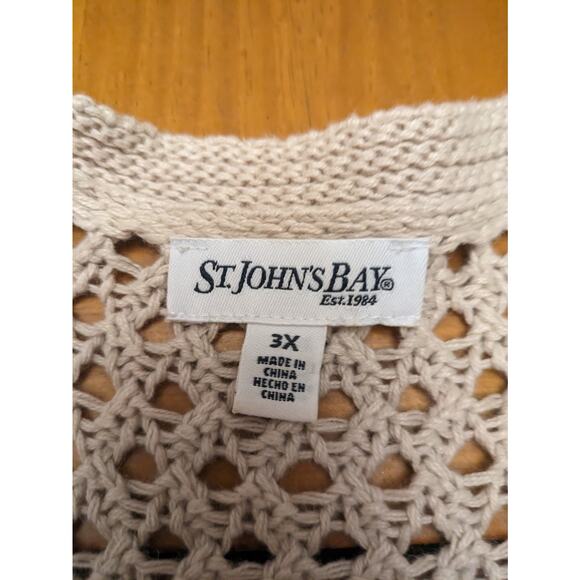 ST. JOHN'S BAY®
EST. 1984
3X
MADE IN
CHINA
HECHO EN
CHINA